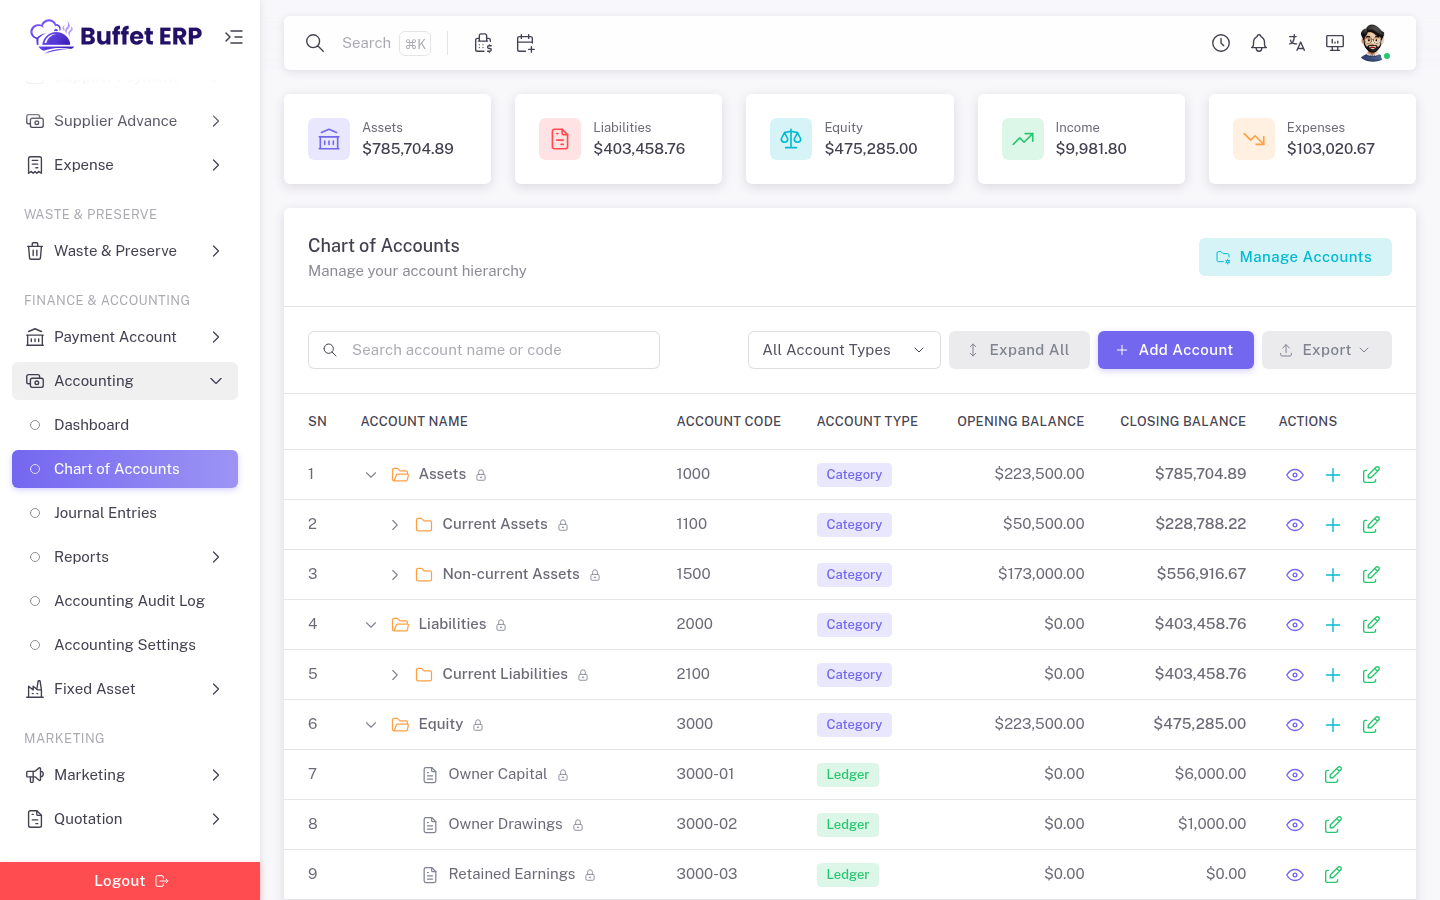 Buffet ERP
Supplier Advance
Expense
WASTE & PRESERVE
Waste & Preserve
FINANCE & ACCOUNTING
Payment Account
Accounting
Dashboard
Chart of Accounts
Journal Entries
Reports
Accounting Audit Log
Accounting Settings
Fixed Asset
MARKETING
Marketing
Quotation
Logout
Search ⌘K
Assets
$785,704.89
Liabilities
$403,458.76
Equity
$475,285.00
Income
$9,981.80
Expenses
$103,020.67
Chart of Accounts
Manage your account hierarchy
Manage Accounts
Search account name or code
All Account Types
Expand All
Add Account
Export
SN ACCOUNT NAME ACCOUNT CODE ACCOUNT TYPE OPENING BALANCE CLOSING BALANCE ACTIONS
1 Assets 1000 Category $223,500.00 $785,704.89
2 Current Assets 1100 Category $50,500.00 $228,788.22
3 Non-current Assets 1500 Category $173,000.00 $556,916.67
4 Liabilities 2000 Category $0.00 $403,458.76
5 Current Liabilities 2100 Category $0.00 $403,458.76
6 Equity 3000 Category $223,500.00 $475,285.00
7 Owner Capital 3000-01 Ledger $0.00 $6,000.00
8 Owner Drawings 3000-02 Ledger $0.00 $1,000.00
9 Retained Earnings 3000-03 Ledger $0.00 $0.00